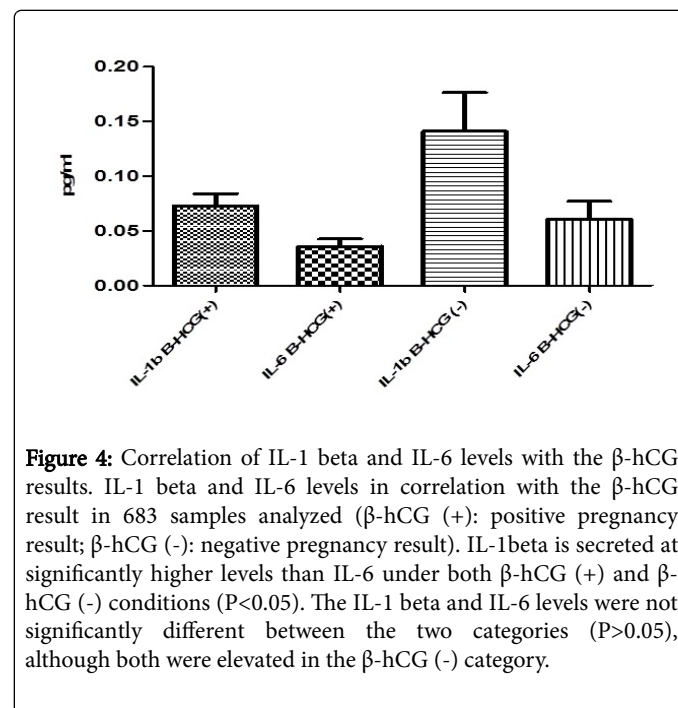 0.20
0.15
0.10
0.05
0.00
pg/ml
IL-1b B-HCG(+)
IL-6 B-HCG(+)
IL-1b B-HCG (-)
IL-6 B-HCG(-)
Figure 4: Correlation of IL-1 beta and IL-6 levels with the β-hCG
results. IL-1 beta and IL-6 levels in correlation with the β-hCG
result in 683 samples analyzed (β-hCG (+): positive pregnancy
result; β-hCG (-): negative pregnancy result). IL-1beta is secreted at
significantly higher levels than IL-6 under both β-hCG (+) and β-
hCG (-) conditions (P<0.05). The IL-1 beta and IL-6 levels were not
significantly different between the two categories (P>0.05),
although both were elevated in the β-hCG (-) category.